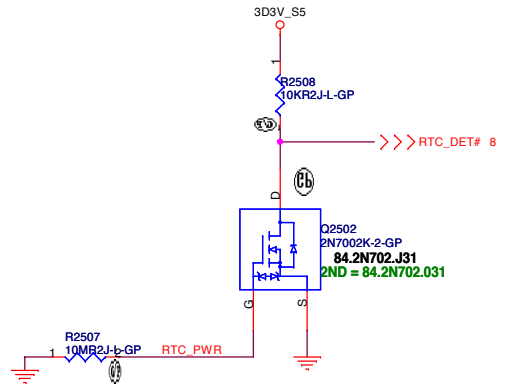 3D3V_S5
1
R2508
10KR2J-L-GP
RTC_DET# 8
D
Q2502
2N7002K-2-GP
84.2N702.J31
2ND = 84.2N702.031
G
S
R2507
1
10MR2J-L-GP
RTC_PWR